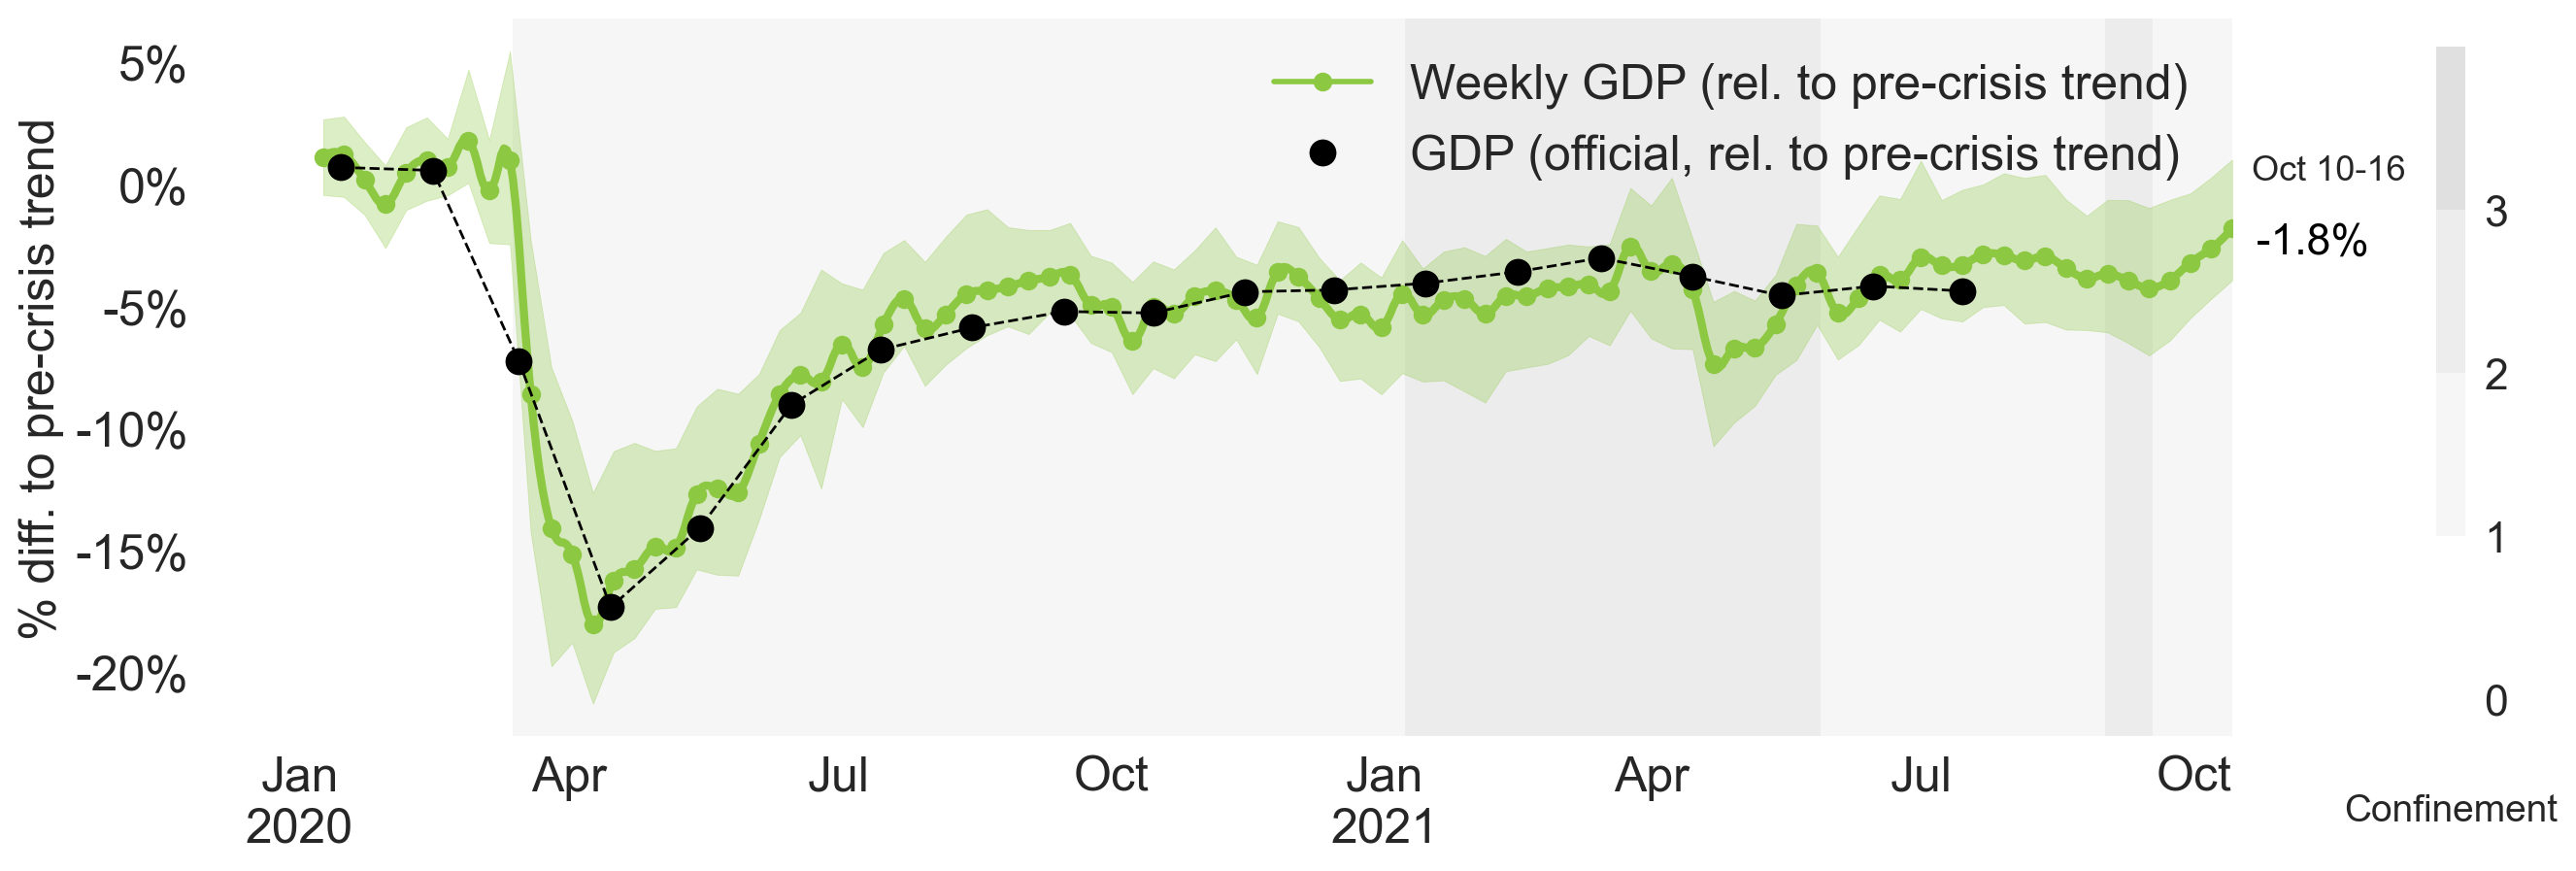 % diff. to pre-crisis trend
5%
0%
-5%
-10%
-15%
-20%
Weekly GDP (rel. to pre-crisis trend)
GDP (official, rel. to pre-crisis trend)
Oct 10-16
-1.8%
3
2
1
0
Confinement
Jan Apr Jul Oct Jan Apr Jul Oct
2020 2021